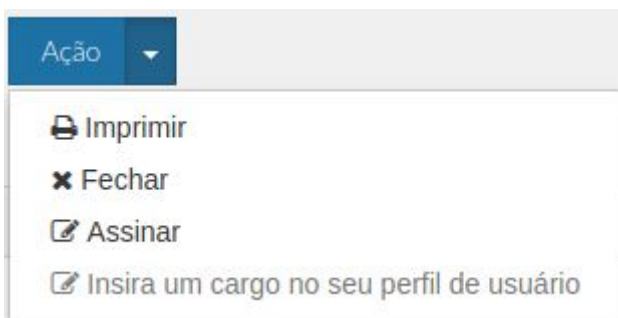 Ação
Imprimir
Fechar
Assinar
Insira um cargo no seu perfil de usuário